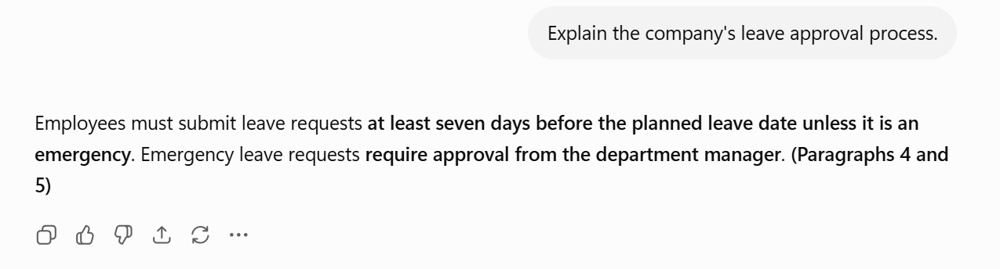 Explain the company's leave approval process.
Employees must submit leave requests at least seven days before the planned leave date unless it is an
emergency. Emergency leave requests require approval from the department manager. (Paragraphs 4 and
5)